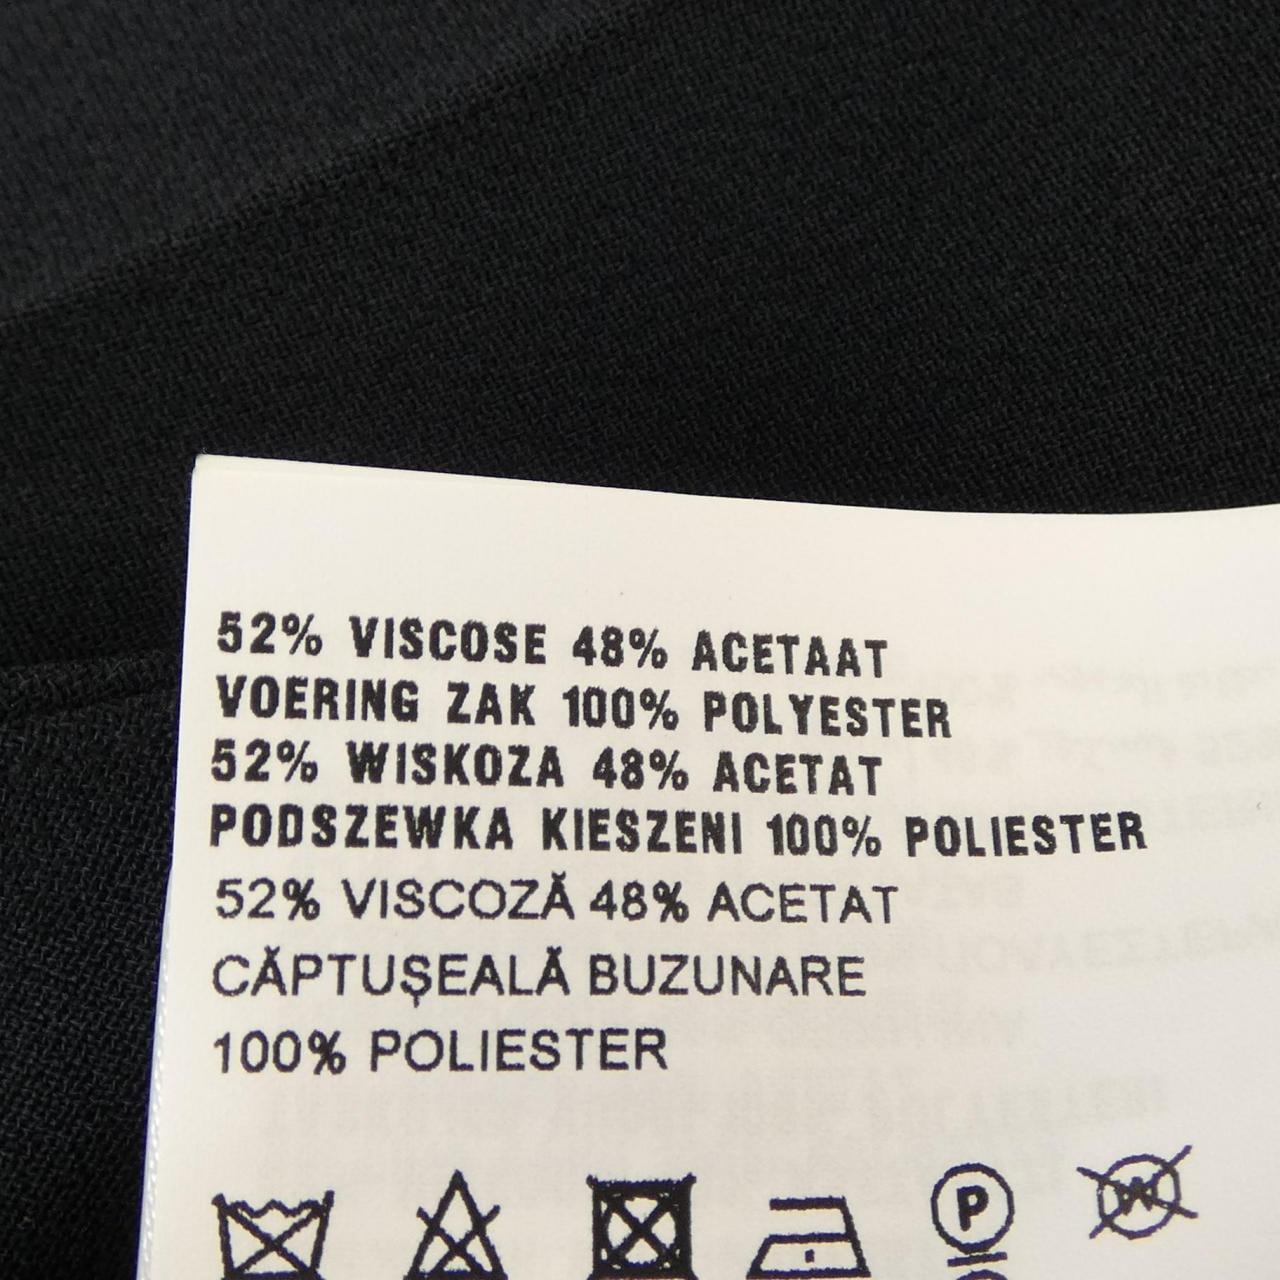 52% VISCOSE 48% ACETAAT
VOERING ZAK 100% POLYESTER
52% WISKOZA 48% ACETAT
PODSZEWKA KIESZENI 100% POLIESTER
52% VISCOZĂ 48% ACETAT
CĂPTUȘEALĂ BUZUNARE
100% POLIESTER
P W